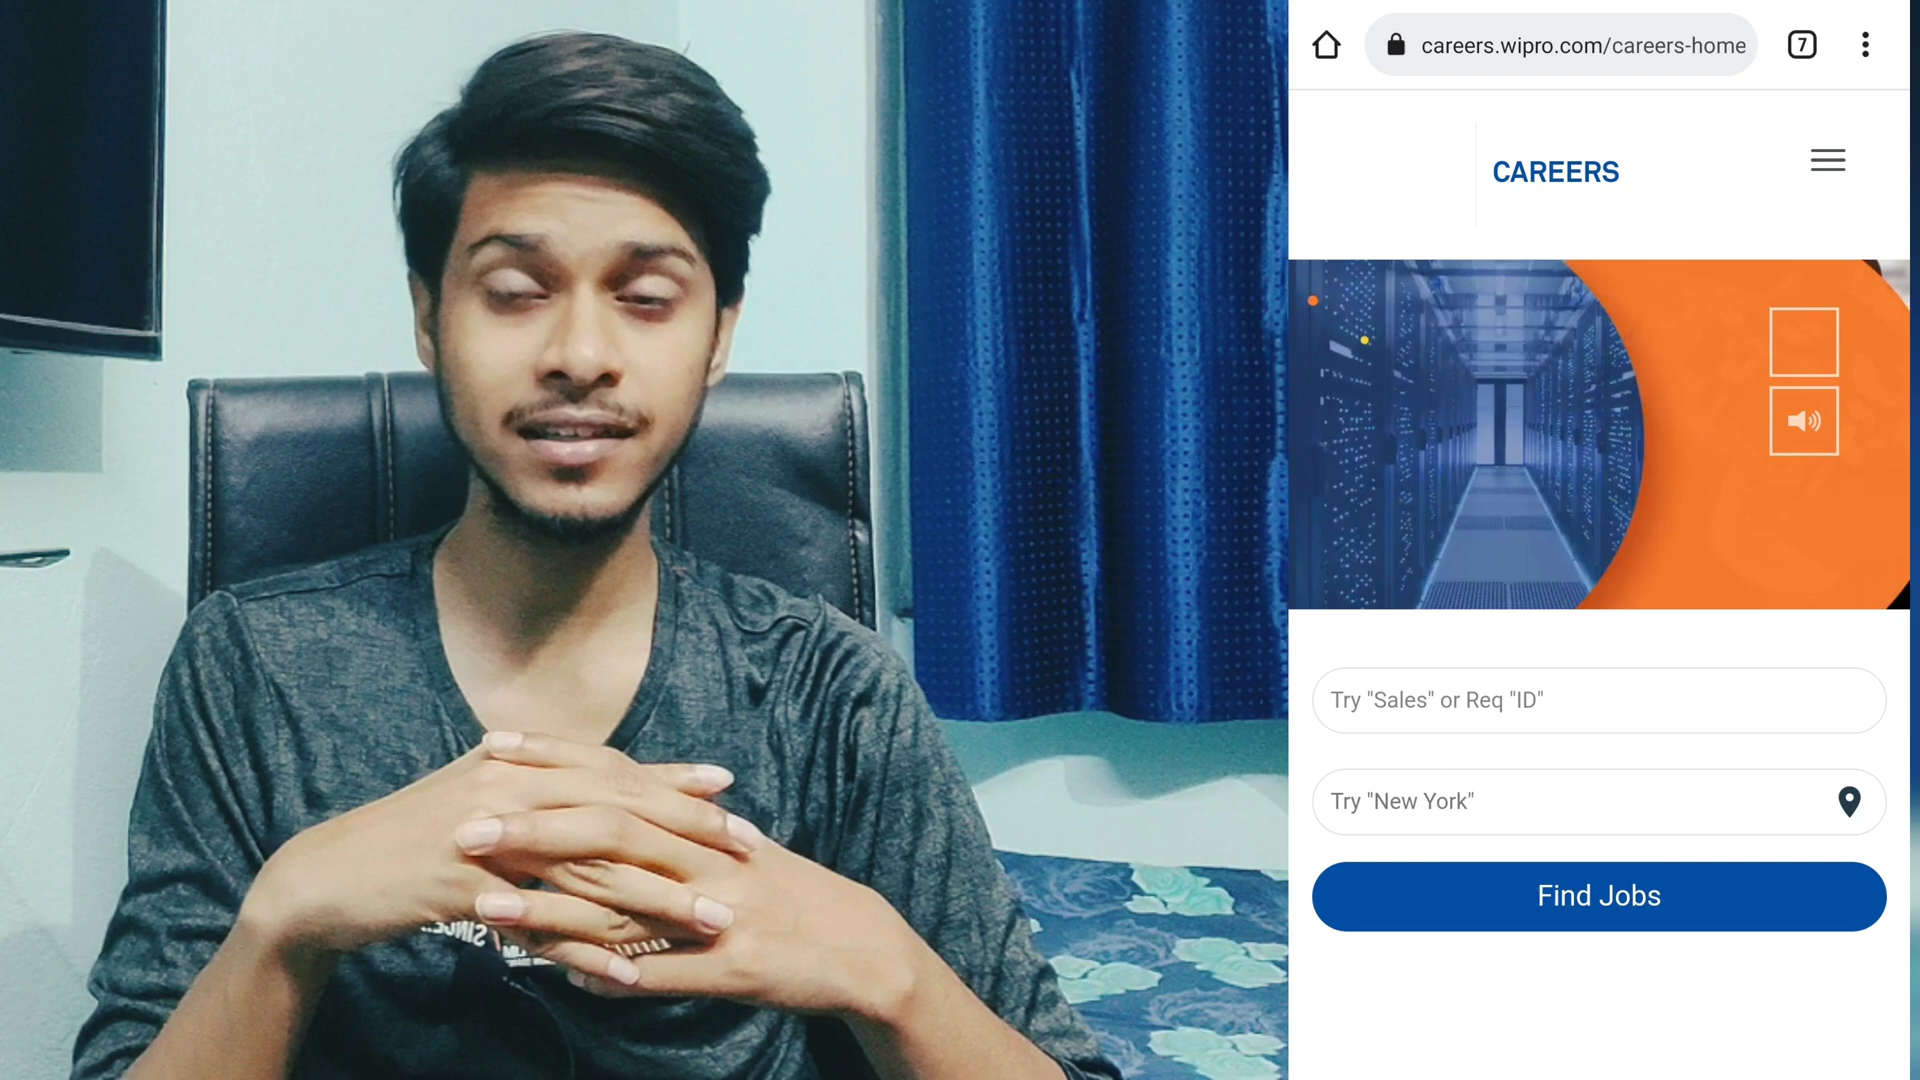 careers.wipro.com/careers-home
7
CAREERS
Try "Sales" or Req "ID"
Try "New York"
Find Jobs